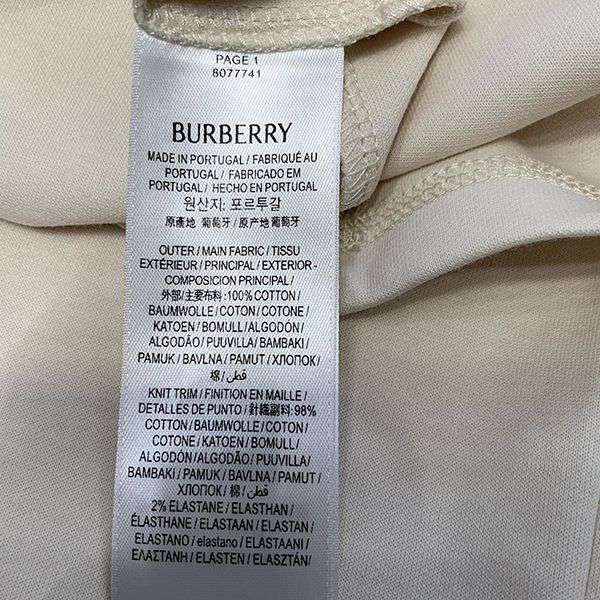 PAGE 1
8077741
BURBERRY
MADE IN PORTUGAL / FABRIQUÉ AU
PORTUGAL / FABRICADO EM
PORTUGAL / HECHO EN PORTUGAL
원산지: 포르투갈
原產地 葡萄牙 / 原产地 葡萄牙
OUTER / MAIN FABRIC / TISSU
EXTÉRIEUR / PRINCIPAL / EXTERIOR -
COMPOSICION PRINCIPAL /
外部/主要布料: 100% COTTON /
BAUMWOLLE / COTON / COTONE /
KATOEN / BOMULL / ALGODÓN /
ALGODÃO / PUUVILLA / BAMBAKI /
PAMUK / BAVLNA / PAMUT / ХЛОПОК /
棉 / قطن /
KNIT TRIM / FINITION EN MAILLE /
DETALLES DE PUNTO / 針織副料: 98%
COTTON / BAUMWOLLE / COTON /
COTONE / KATOEN / BOMULL /
ALGODÓN / ALGODÃO / PUUVILLA /
BAMBAKI / PAMUK / BAVLNA / PAMUT /
ХЛОПОК / 棉 / قطن /
2% ELASTANE / ELASTHAN /
ÉLASTHANE / ELASTAAN / ELASTAN /
ELASTANO / elastano / ELASTAANI /
ΕΛΑΣΤΑΝΗ / ELASTEN / ELASZTÁN /